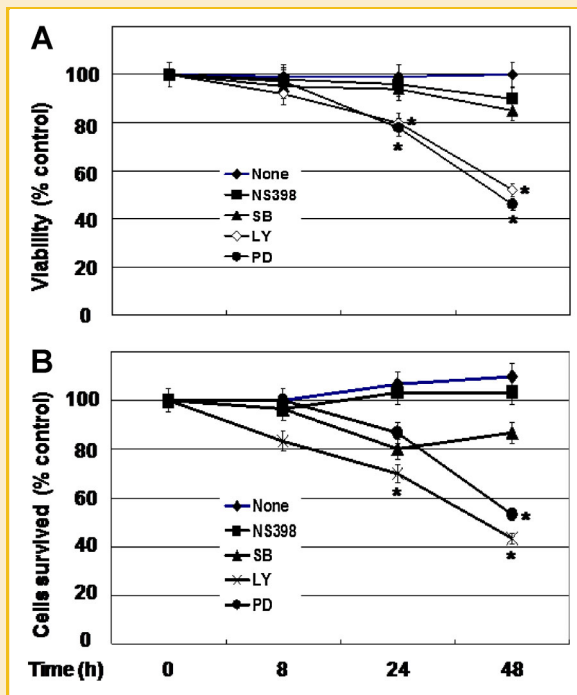 A
Viability (% control)
100
80
60
40
20
0
None
NS398
SB
LY
PD
*
*
*
*
B
Cells survived (% control)
100
80
60
40
20
0
None
NS398
SB
LY
PD
*
*
*
Time (h) 0 8 24 48